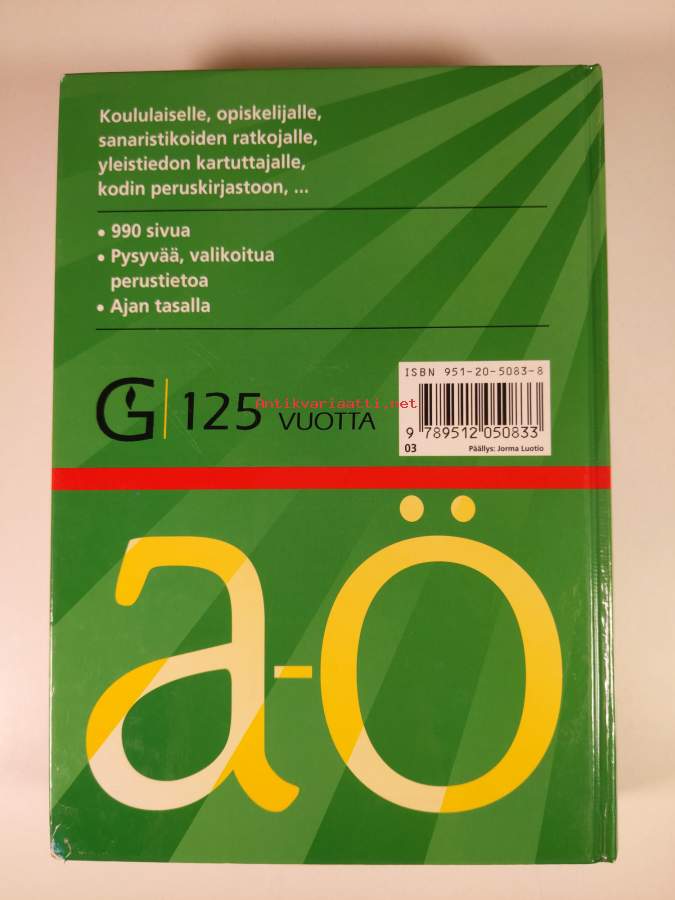 Koululaiselle, opiskelijalle,
sanaristikoiden ratkojalle,
yleistiedon kartuttajalle,
kodin peruskirjastoon, ...
• 990 sivua
• Pysyvää, valikoitua
perustietoa
• Ajan tasalla
G 125 VUOTTA
ISBN 951-20-5083-8
9 789512 050833
03 Päällys: Jorma Luotio
Antikvariaatti.net
a-ö